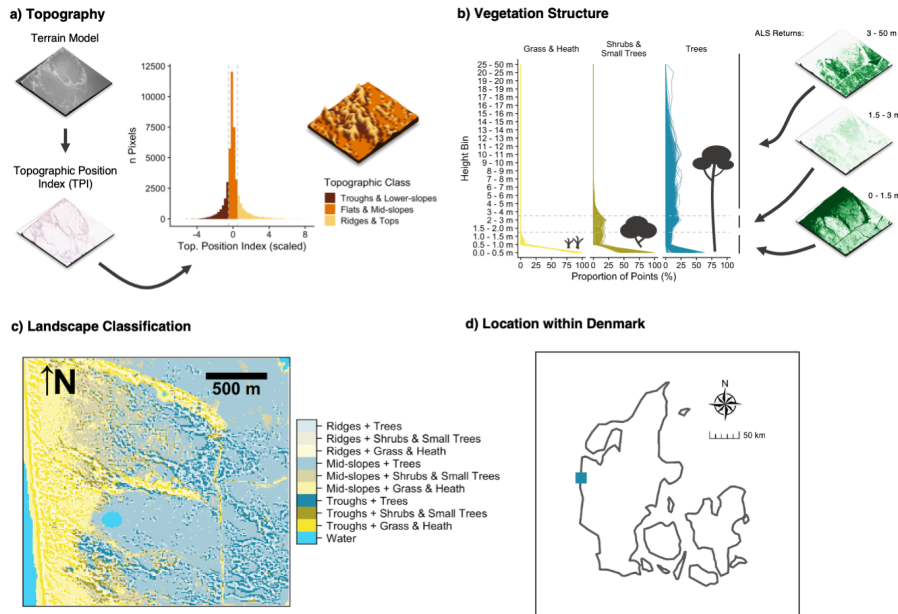 a) Topography
Terrain Model
Topographic Position
Index (TPI)
n Pixels
12500
10000
7500
5000
2500
0
-8
-4
0
4
8
Top. Position Index (scaled)
Topographic Class
Troughs & Lower-slopes
Flats & Mid-slopes
Ridges & Tops
b) Vegetation Structure
Grass & Heath
Shrubs &
Small Trees
Trees
Height Bin
25 - 50 m
20 - 25 m
19 - 20 m
18 - 19 m
17 - 18 m
16 - 17 m
15 - 16 m
14 - 15 m
13 - 14 m
12 - 13 m
11 - 12 m
10 - 11 m
9 - 10 m
8 - 9 m
7 - 8 m
6 - 7 m
5 - 6 m
4 - 5 m
3 - 4 m
2 - 3 m
1.5 - 2.0 m
1.0 - 1.5 m
0.5 - 1.0 m
0.0 - 0.5 m
0 25 50 75 100
0 25 50 75 100
0 25 50 75 100
Proportion of Points (%)
ALS Returns:
3 - 50 m
1.5 - 3 m
0 - 1.5 m
c) Landscape Classification
N
500 m
Ridges + Trees
Ridges + Shrubs & Small Trees
Ridges + Grass & Heath
Mid-slopes + Trees
Mid-slopes + Shrubs & Small Trees
Mid-slopes + Grass & Heath
Troughs + Trees
Troughs + Shrubs & Small Trees
Troughs + Grass & Heath
Water
d) Location within Denmark
N
50 km